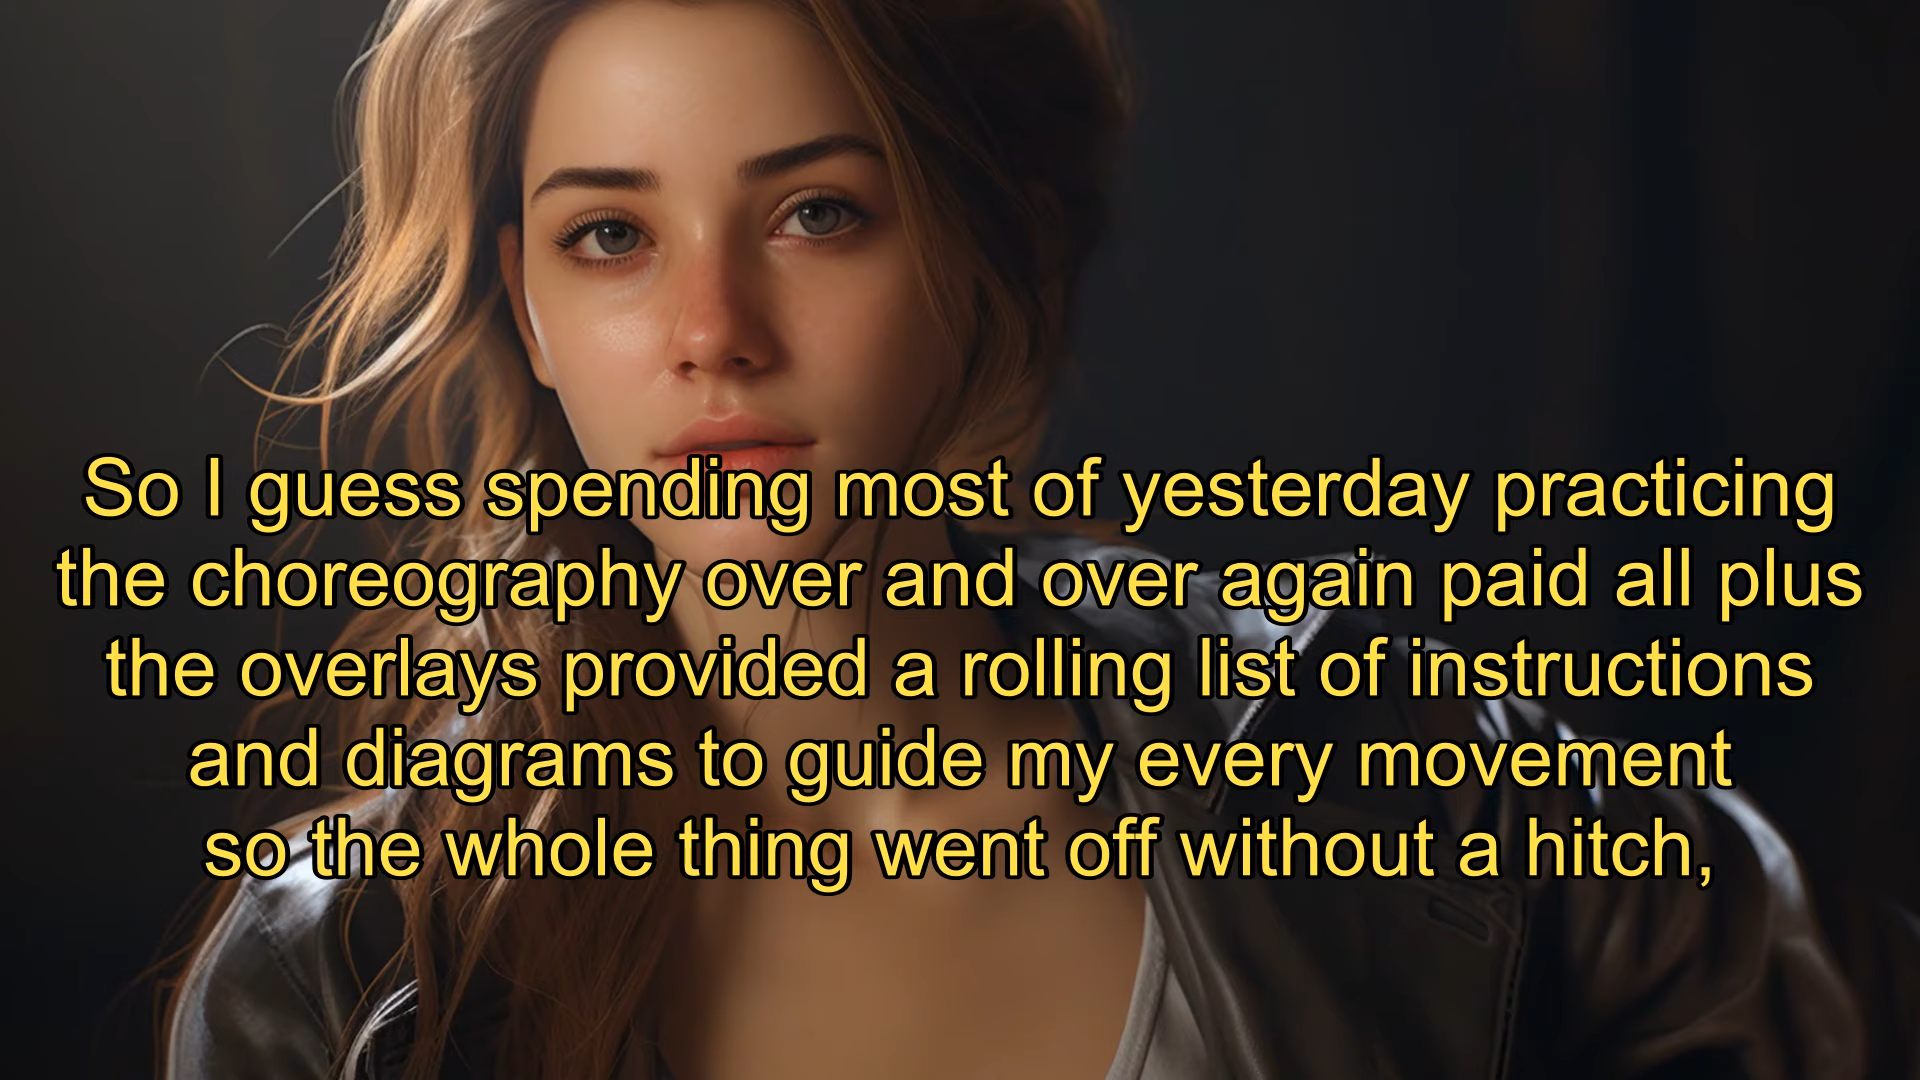 So I guess spending most of yesterday practicing
the choreography over and over again paid all plus
the overlays provided a rolling list of instructions
and diagrams to guide my every movement
so the whole thing went off without a hitch,